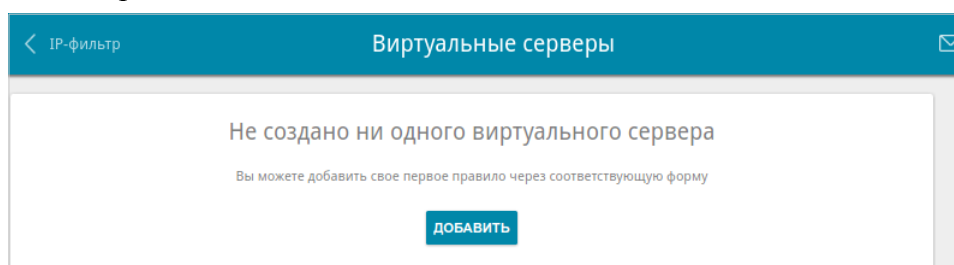 IP-фильтр
Виртуальные серверы
Не создано ни одного виртуального сервера
Вы можете добавить свое первое правило через соответствующую форму
ДОБАВИТЬ